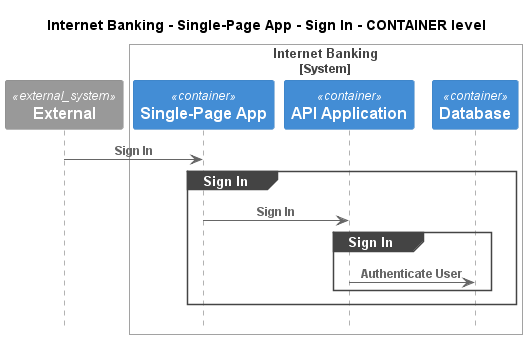 Internet Banking - Single-Page App - Sign In - CONTAINER level
Internet Banking
[System]
«external_system»
External
«container»
Single-Page App
«container»
API Application
«container»
Database
Sign In
Sign In
Sign In
Sign In
Authenticate User